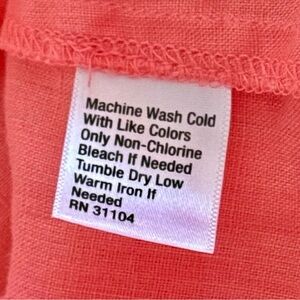 Machine Wash Cold
With Like Colors
Only Non-Chlorine
Bleach If Needed
Tumble Dry Low
Warm Iron If
Needed
RN 31104